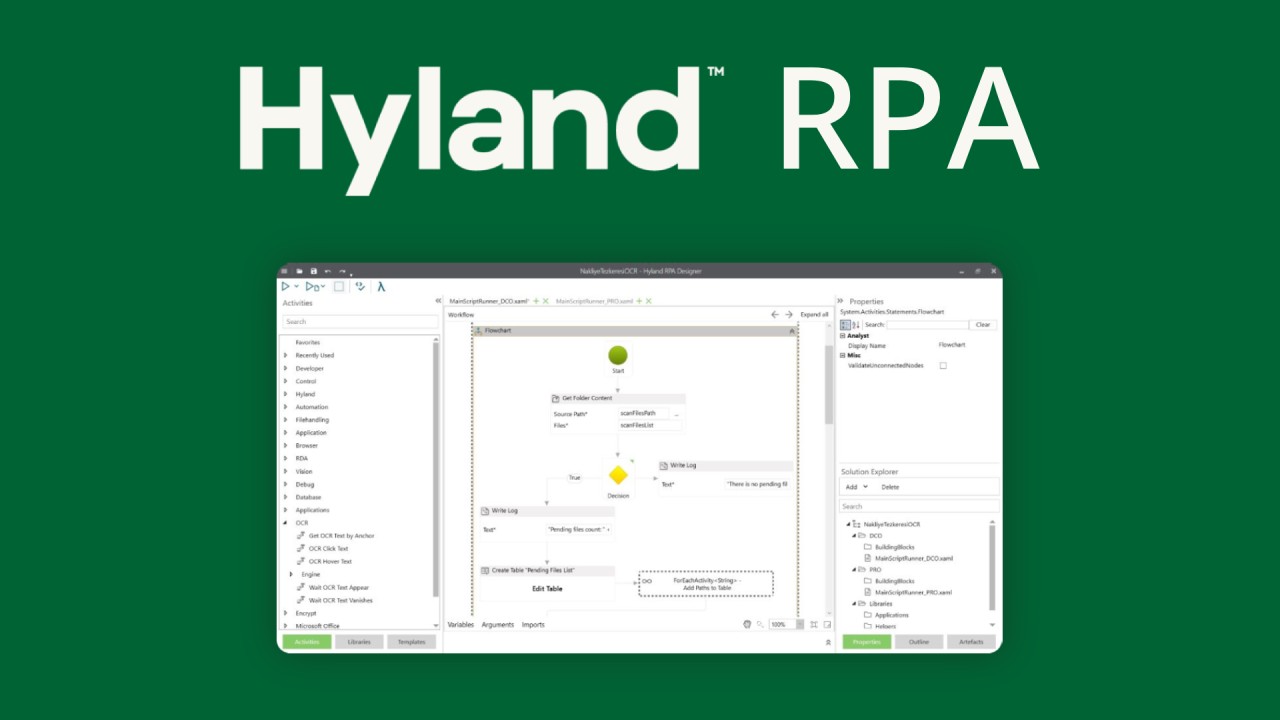 Hyland™ RPA
NakliyeTezkeresiOCR - Hyland RPA Designer
Activities
Search
Favorites
Recently Used
Developer
Control
Hyland
Automation
Filehandling
Application
Browser
RDA
Vision
Debug
Database
Applications
OCR
Get OCR Text by Anchor
OCR Click Text
OCR Hover Text
Engine
Wait OCR Text Appear
Wait OCR Text Vanishes
Encrypt
Microsoft Office
Activities Libraries Templates
MainScriptRunner_DCO.xaml* MainScriptRunner_PRO.xaml
Workflow Expand all
Flowchart
Start
Get Folder Content
Source Path* scanFilesPath ...
Files* scanFilesList
True
Decision
Write Log
Text* "There is no pending fil
Write Log
Text* "Pending files count: " +
Create Table "Pending Files List"
Edit Table
ForEachActivity<String> -
Add Paths to Table
Variables Arguments Imports 100%
Properties
System.Activities.Statements.Flowchart
Search: Clear
Analyst
Display Name Flowchart
Misc
ValidateUnconnectedNodes
Solution Explorer
Add Delete
Search
NakliyeTezkeresiOCR
DCO
BuildingBlocks
MainScriptRunner_DCO.xaml
PRO
BuildingBlocks
MainScriptRunner_PRO.xaml
Libraries
Applications
Helpers
Properties Outline Artefacts